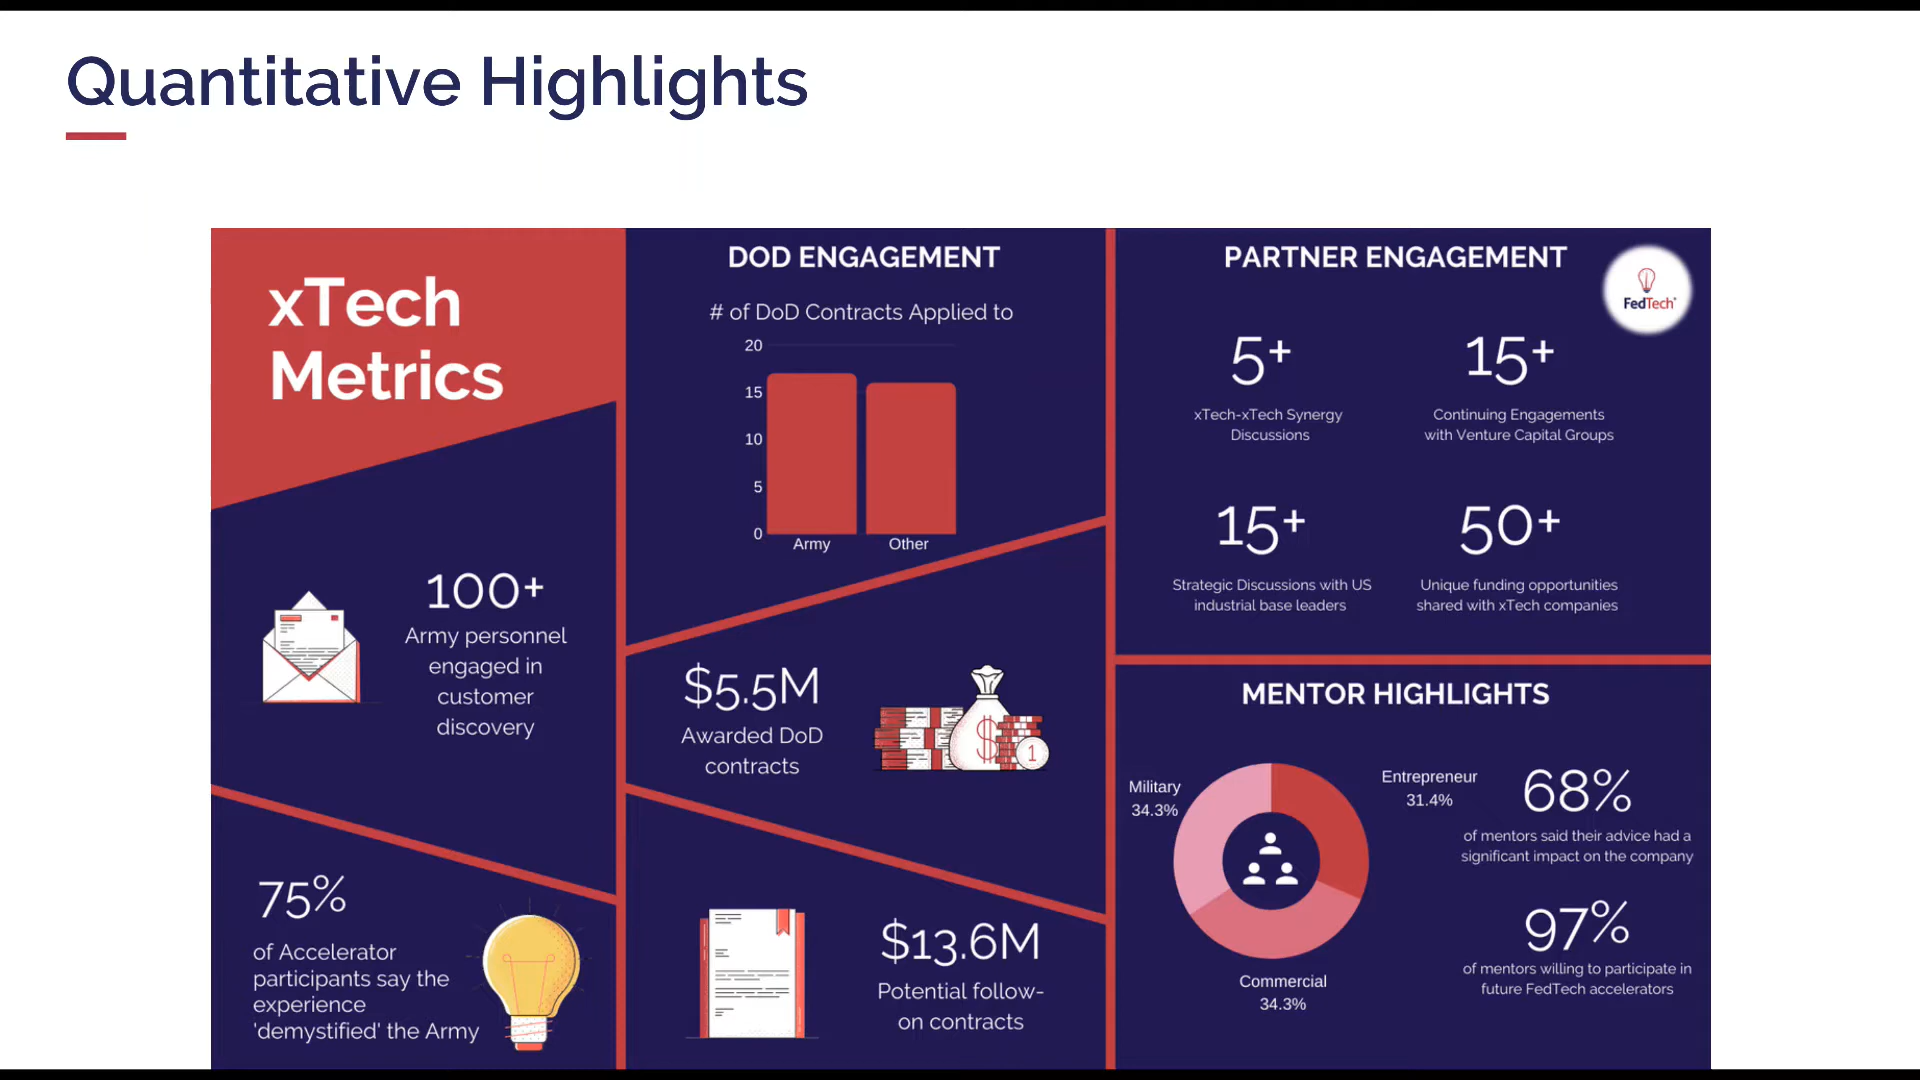 Quantitative Highlights
xTech
Metrics
100+
Army personnel
engaged in
customer
discovery
75%
of Accelerator
participants say the
experience
'demystified' the Army
DOD ENGAGEMENT
# of DoD Contracts Applied to
20
15
10
5
0
Army
Other
$5.5M
Awarded DoD
contracts
1
$13.6M
Potential follow-
on contracts
PARTNER ENGAGEMENT
FedTech
5+
xTech-xTech Synergy
Discussions
15+
Continuing Engagements
with Venture Capital Groups
15+
Strategic Discussions with US
industrial base leaders
50+
Unique funding opportunities
shared with xTech companies
MENTOR HIGHLIGHTS
Military
34.3%
Entrepreneur
31.4%
Commercial
34.3%
68%
of mentors said their advice had a
significant impact on the company
97%
of mentors willing to participate in
future FedTech accelerators